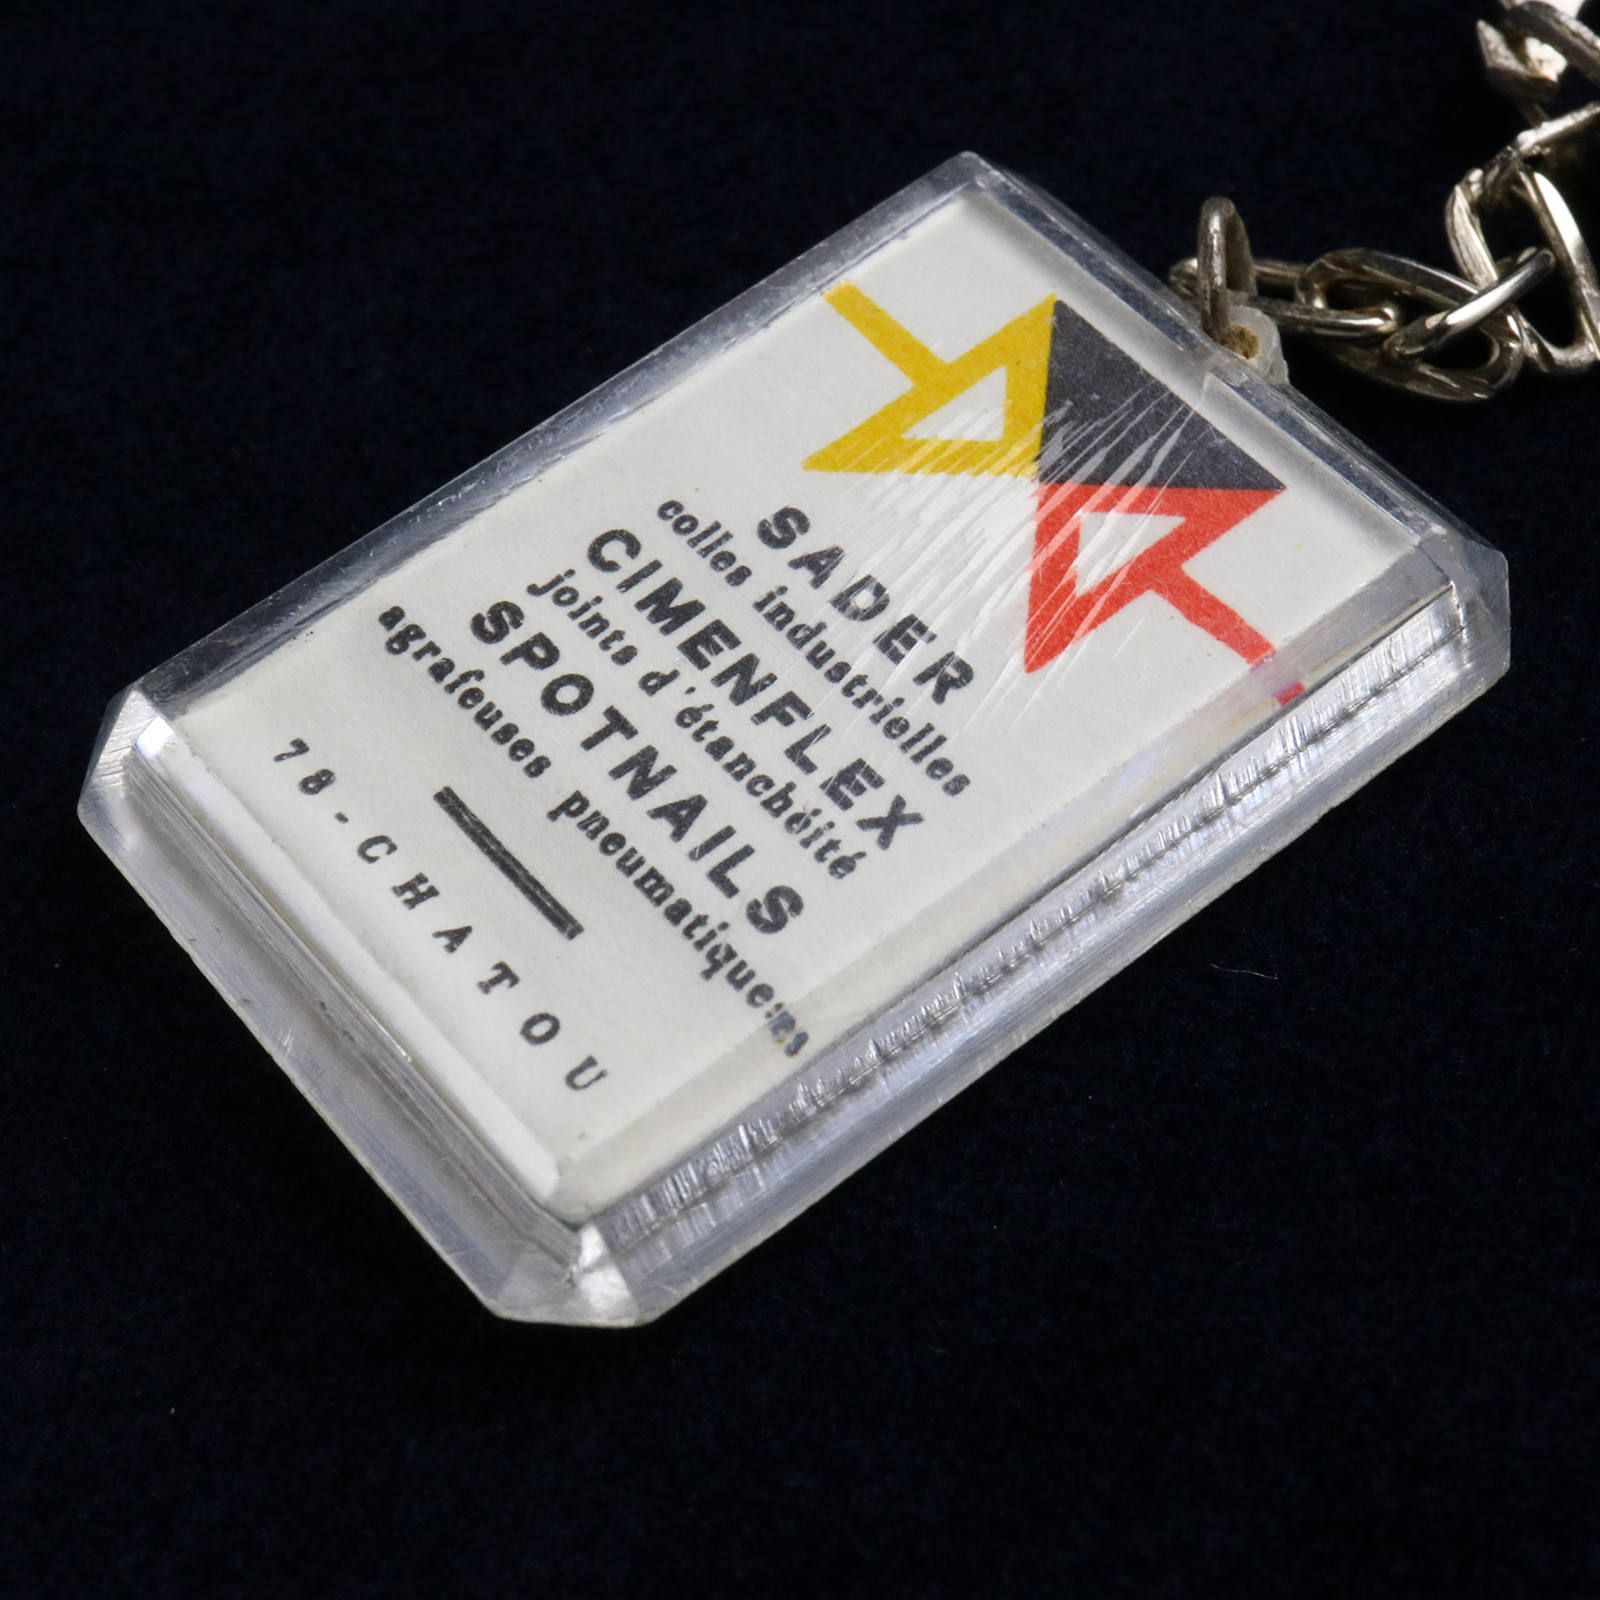 SADER
colles industrielles
CIMENFLEX
joints d'étanchéité
SPOTNAILS
agrafeuses pneumatiques
78-CHATOU